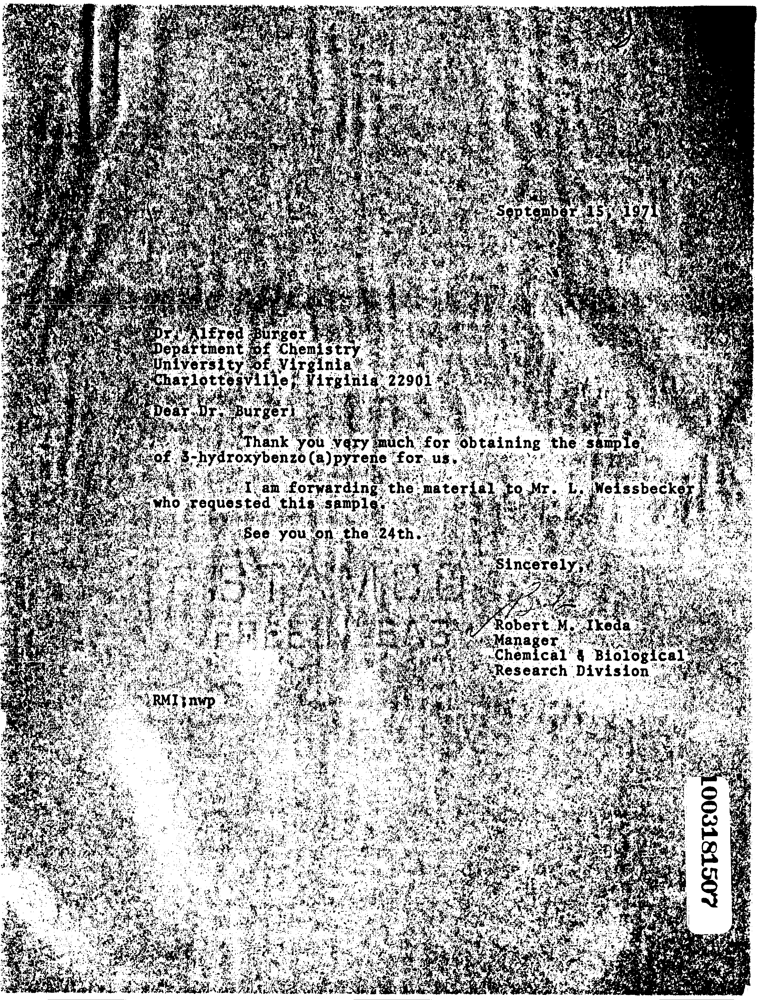 September 15, 1971
Dr. Alfred Burger
Department of Chemistry
University of Virginia
Charlottesville, Virginia 22901
Dear Dr. Burger:
Thank you very much for obtaining the sample
of 3-hydroxybenzo(a)pyrene for us.
I am forwarding the material to Mr. L. Weissbecker
who requested this sample.
See you on the 24th.
Sincerely,
Robert M. Ikeda
Manager
Chemical & Biological
Research Division
RMI:nwp
1003181507